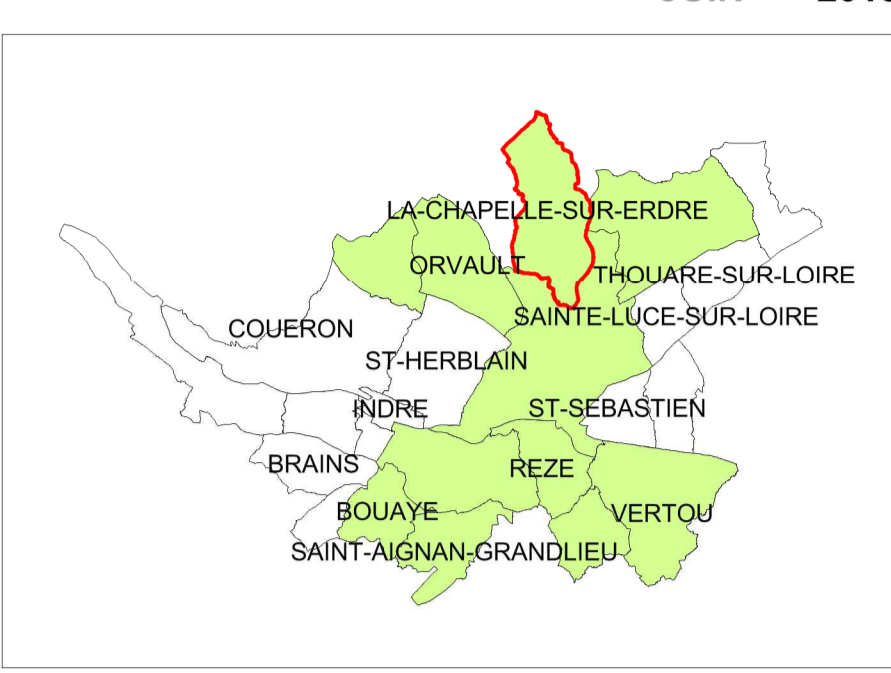 LA-CHAPELLE-SUR-ERDRE
ORVAULT
THOUARE-SUR-LOIRE
SAINTE-LUCE-SUR-LOIRE
COUERON
ST-HERBLAIN
INDRE
ST-SEBASTIEN
BRAINS
REZE
BOUAYE
VERTOU
SAINT-AIGNAN-GRANDLIEU